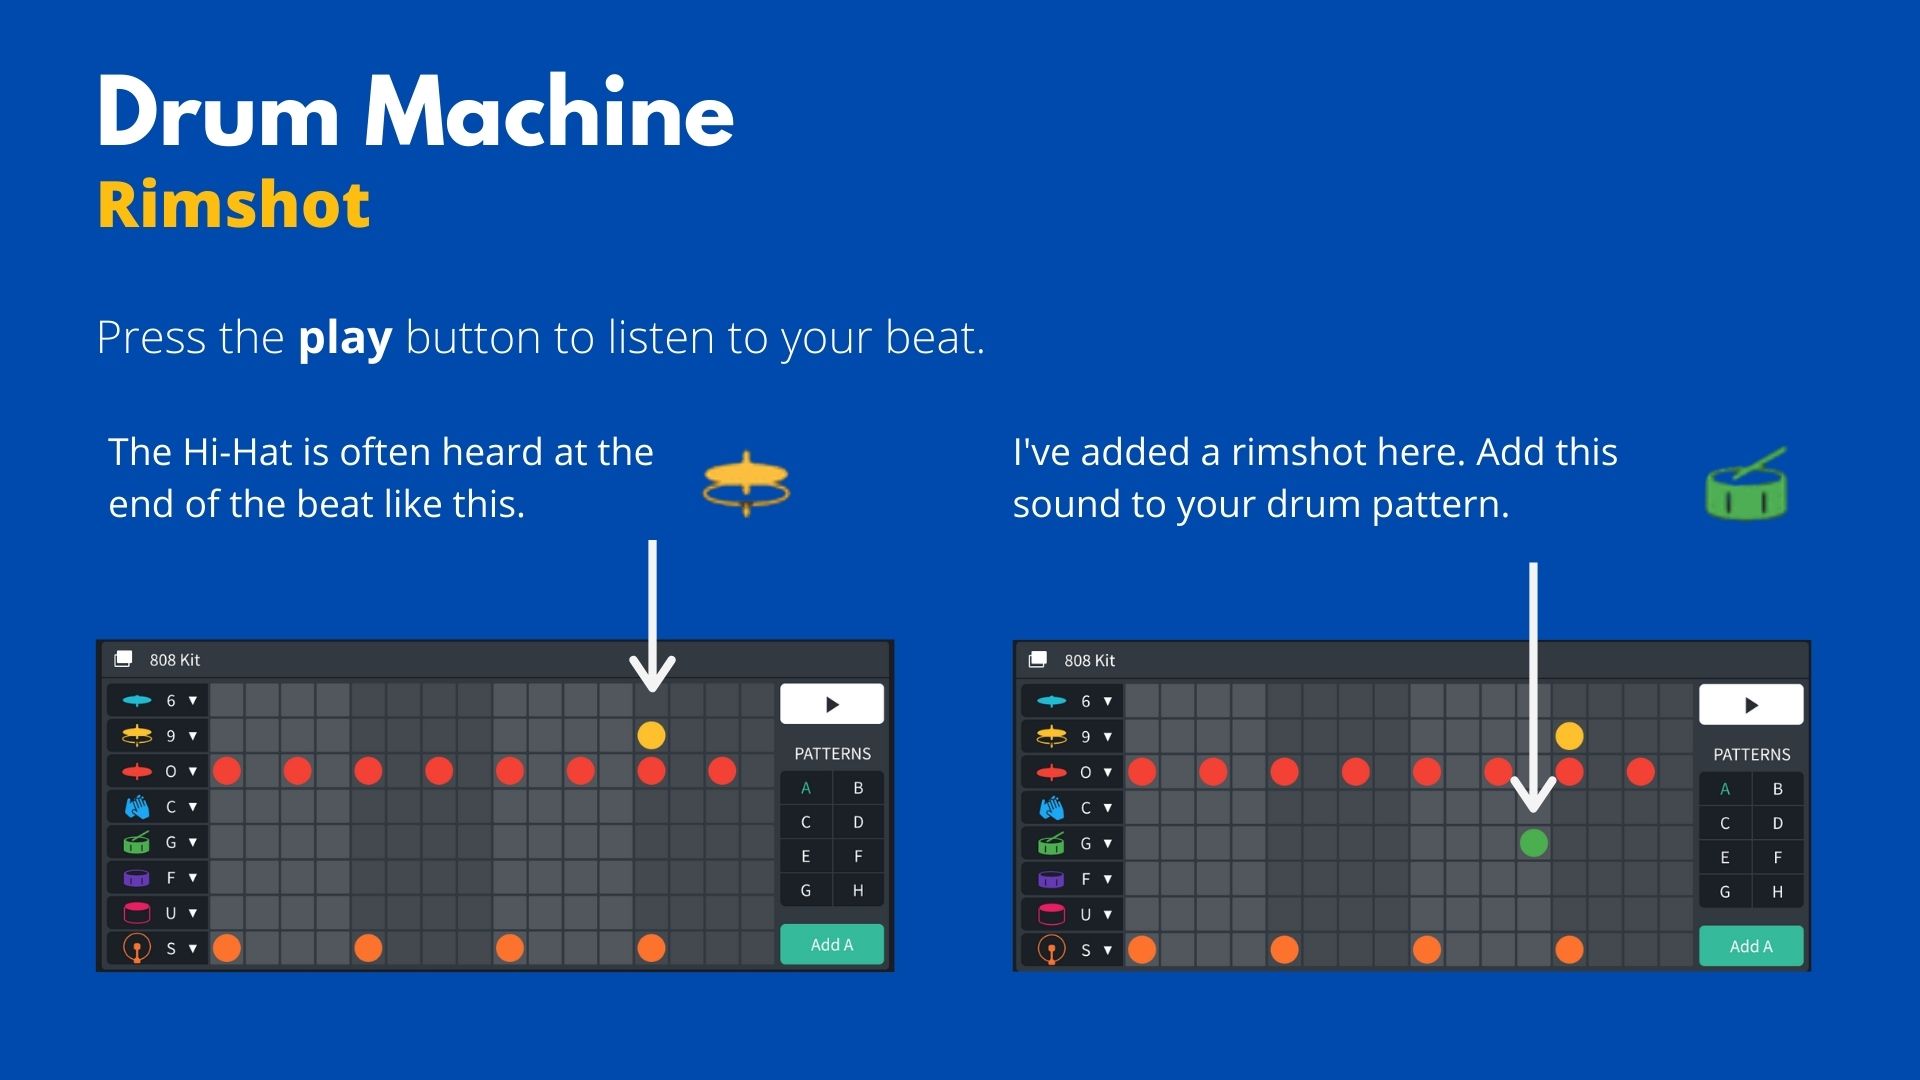 Drum Machine
Rimshot
Press the play button to listen to your beat.
The Hi-Hat is often heard at the
end of the beat like this.
I've added a rimshot here. Add this
sound to your drum pattern.
808 Kit
6 ▼
9 ▼
O ▼
C ▼
G ▼
F ▼
U ▼
S ▼
PATTERNS
A B
C D
E F
G H
Add A
808 Kit
6 ▼
9 ▼
O ▼
C ▼
G ▼
F ▼
U ▼
S ▼
PATTERNS
A B
C D
E F
G H
Add A